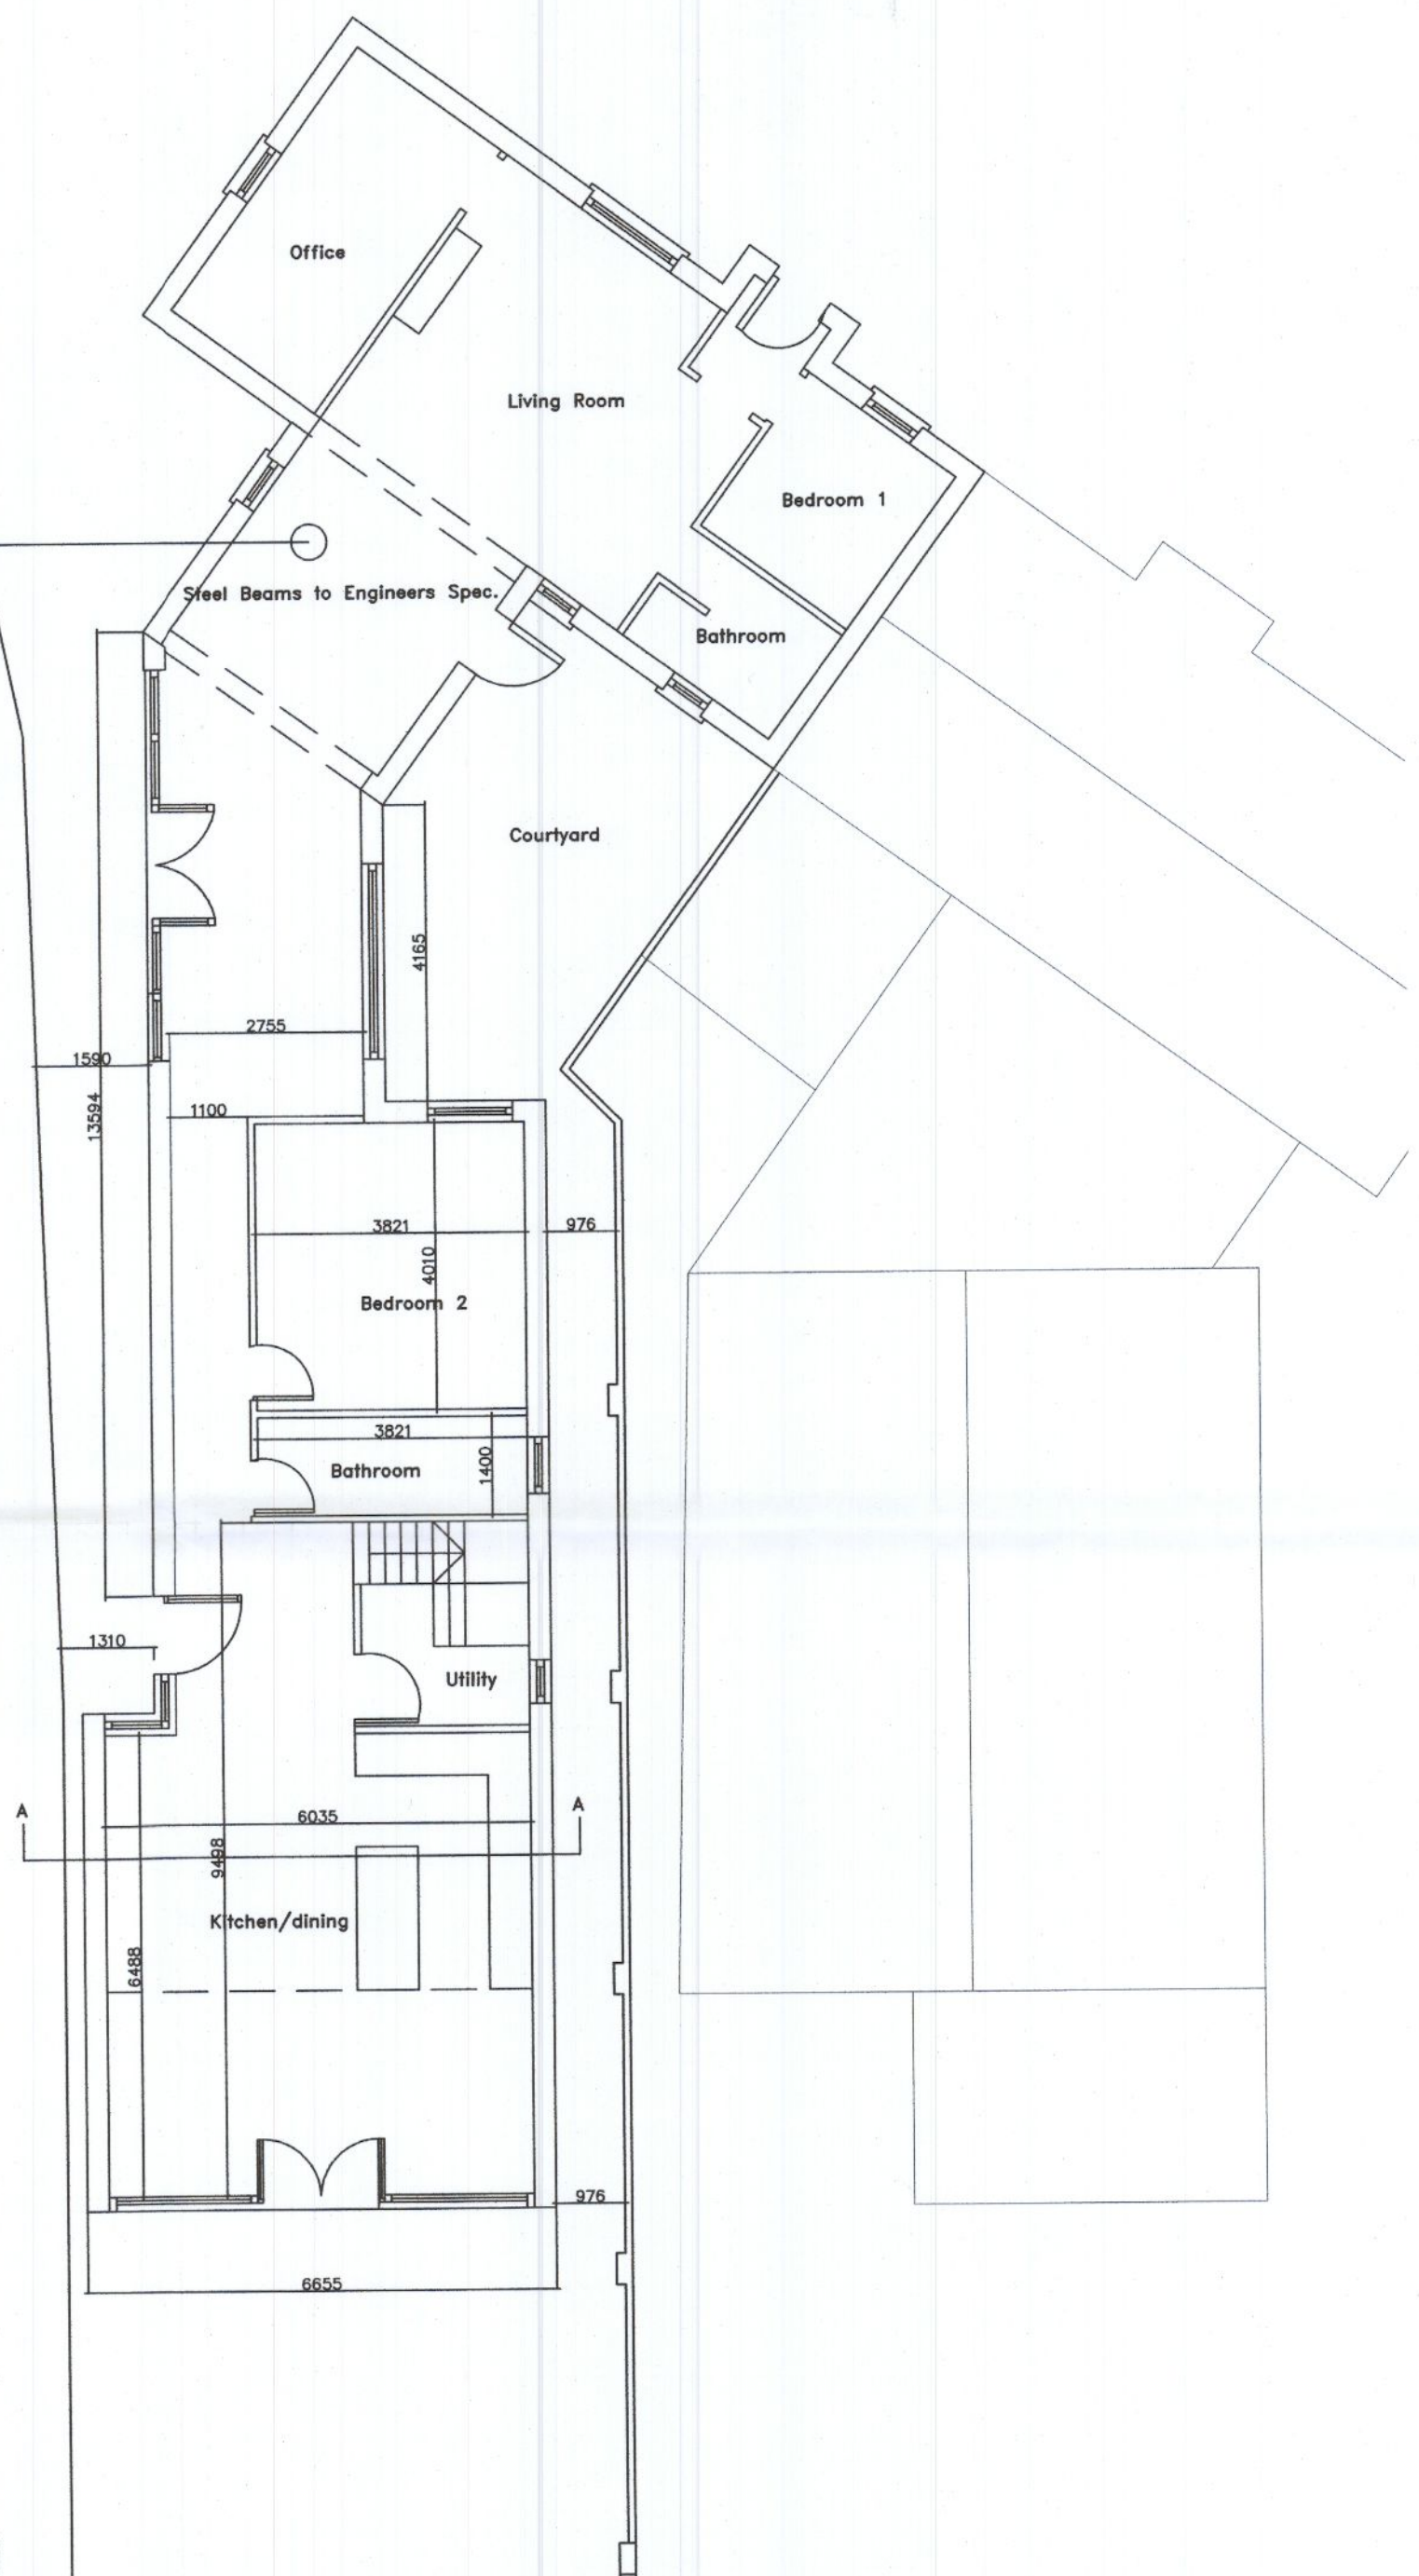 Office
Living Room
Bedroom 1
Steel Beams to Engineers Spec.
Bathroom
Courtyard
4165
2755
1590
13594
1100
3821
976
4010
Bedroom 2
3821
1400
Bathroom
1310
Utility
A
A
6035
9498
Kitchen/dining
6488
976
6655